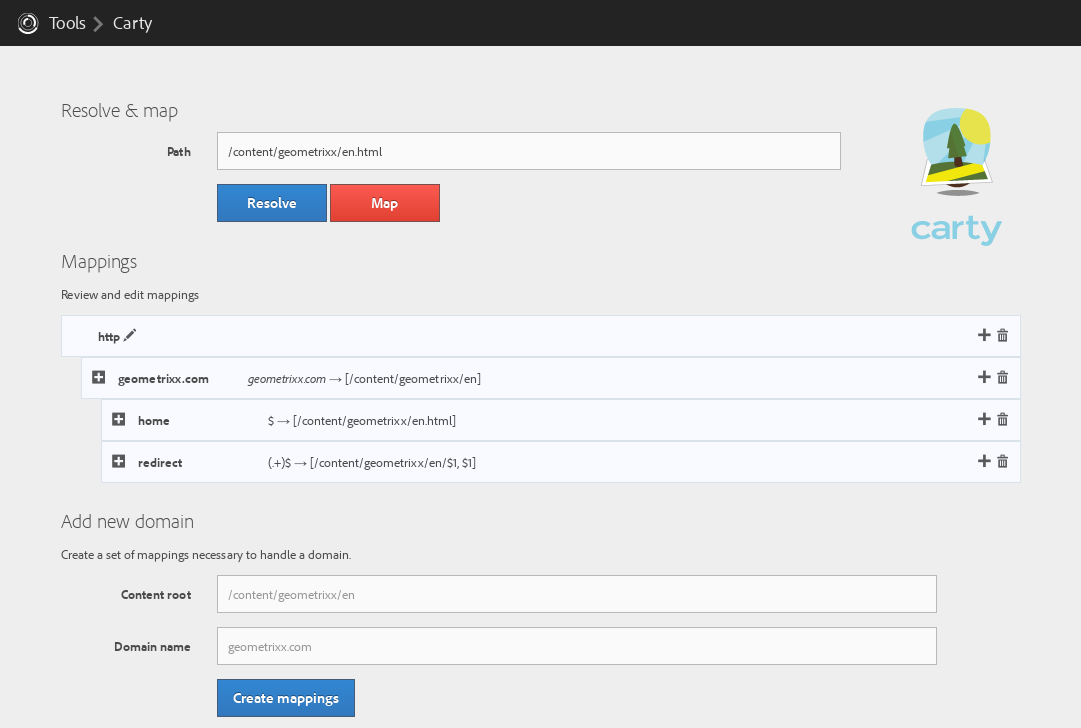 Tools > Carty
Resolve & map
Path /content/geometrixx/en.html
Resolve Map
carty
Mappings
Review and edit mappings
http
geometrixx.com geometrixx.com → [/content/geometrixx/en]
home $ → [/content/geometrixx/en.html]
redirect (.+)$ → [/content/geometrixx/en/$1, $1]
Add new domain
Create a set of mappings necessary to handle a domain.
Content root /content/geometrixx/en
Domain name geometrixx.com
Create mappings